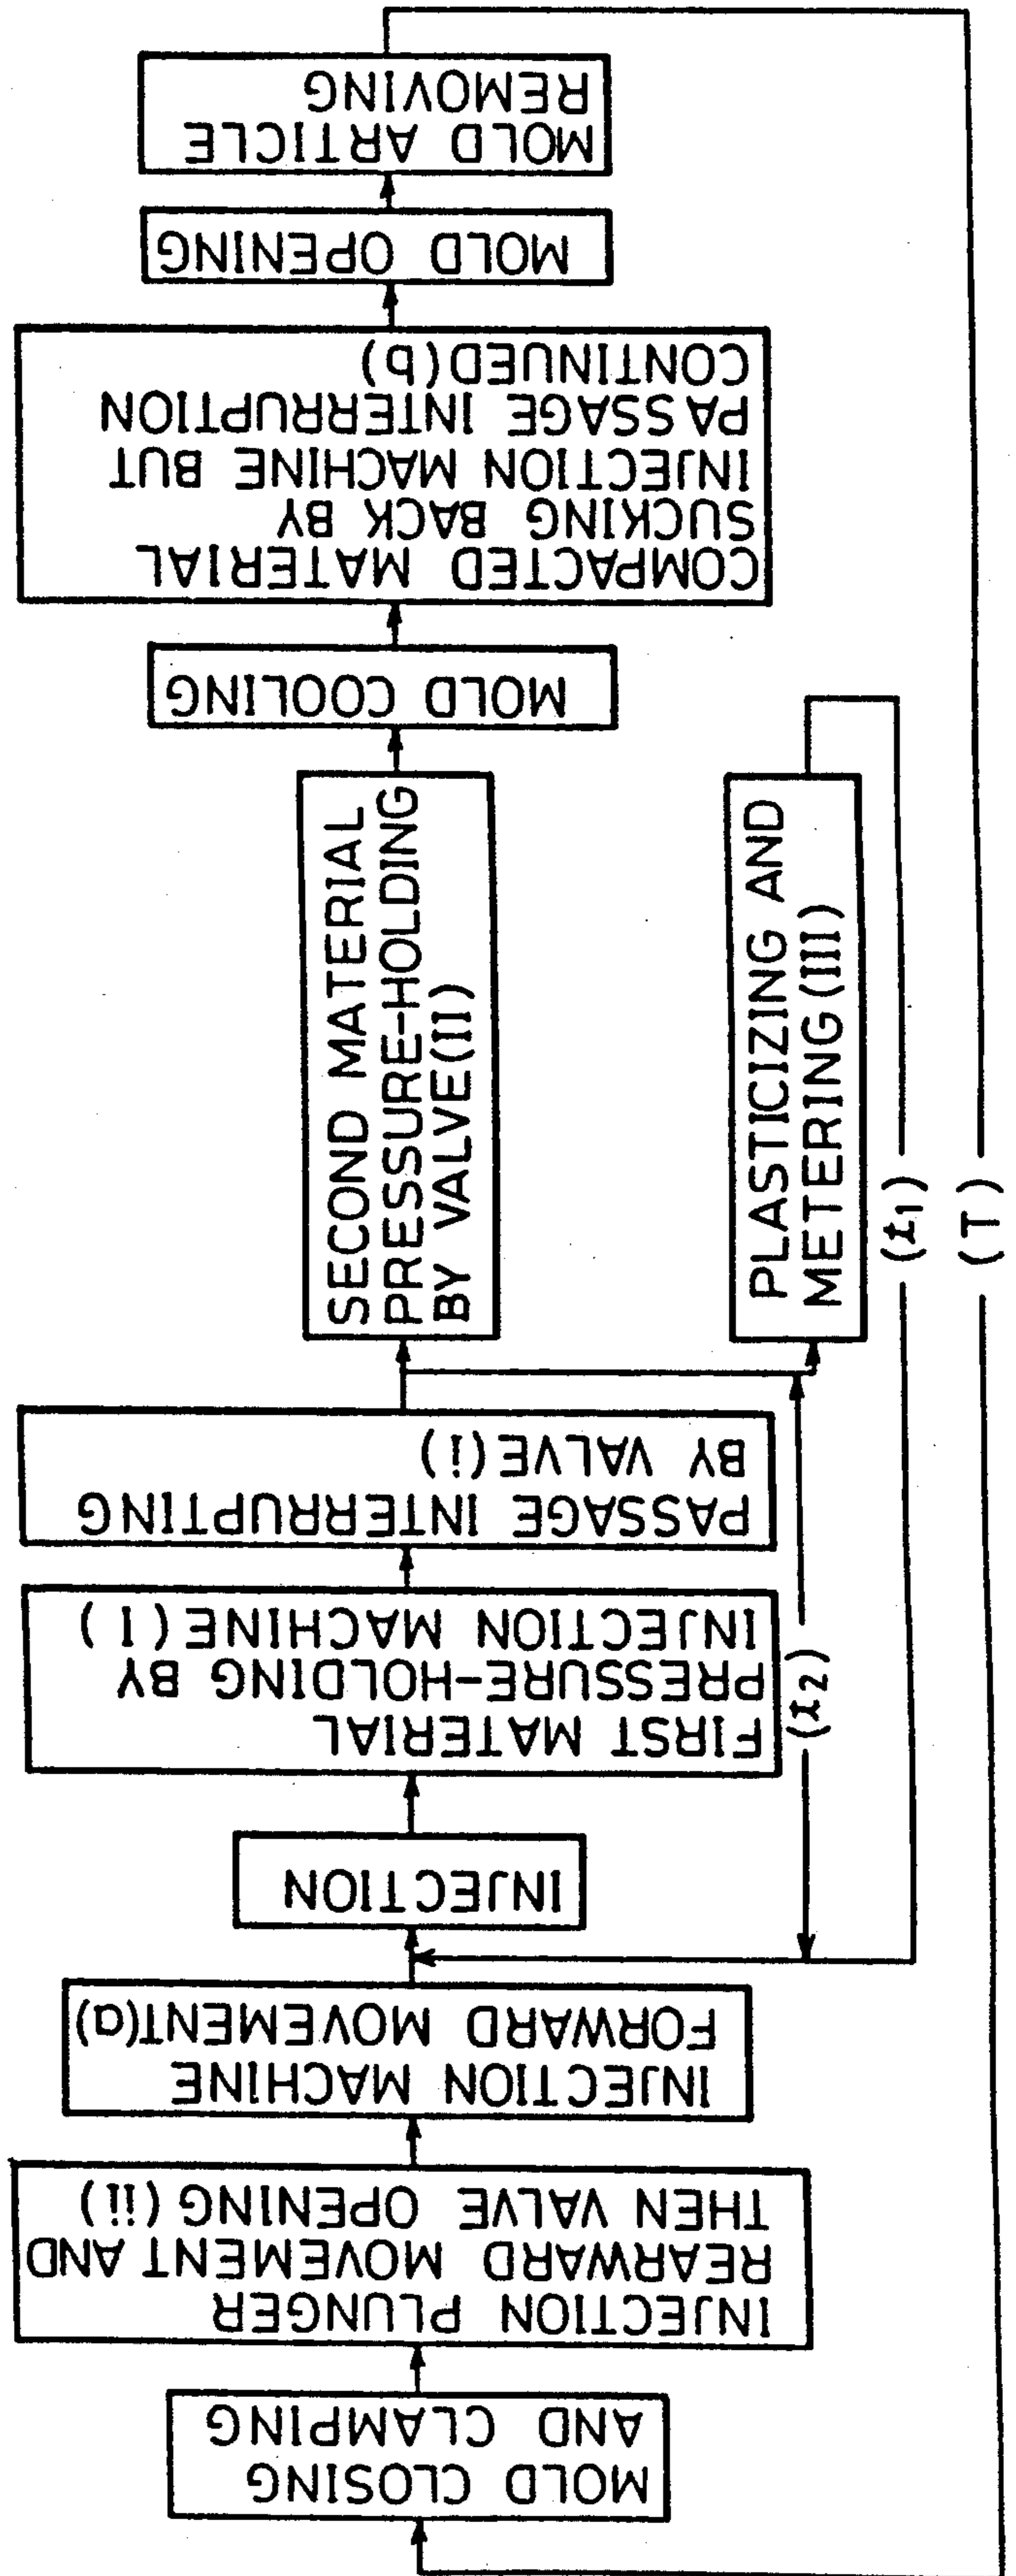 MOLD CLOSING
AND CLAMPING
INJECTION PLUNGER
REARWARD MOVEMENT AND
THEN VALVE OPENING (ii)
INJECTION MACHINE
FORWARD MOVEMENT(a)
INJECTION
FIRST MATERIAL
PRESSURE-HOLDING BY
INJECTION MACHINE (I)
PASSAGE INTERRUPTING
BY VALVE(i)
SECOND MATERIAL
PRESSURE-HOLDING
BY VALVE(II)
PLASTICIZING AND
METERING(III)
MOLD COOLING
COMPACTED MATERIAL
SUCKING BACK BY
INJECTION MACHINE BUT
PASSAGE INTERRUPTION
CONTINUED(b)
MOLD OPENING
MOLD ARTICLE
REMOVING
(t2)
(t1)
(T)